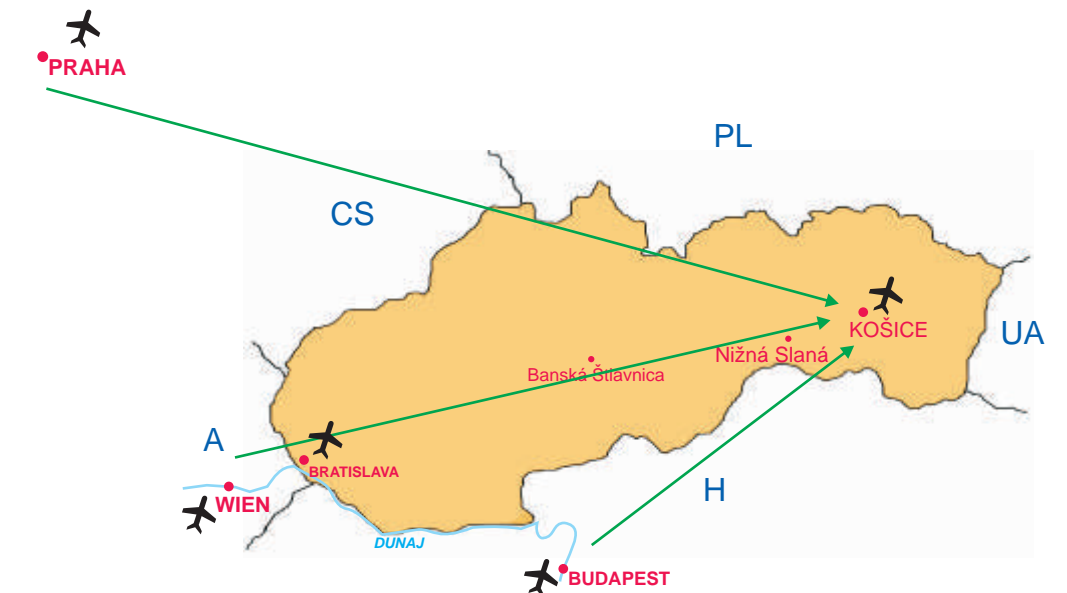 PRAHA
PL
CS
KOŠICE
UA
Nižná Slaná
Banská Štiavnica
A
BRATISLAVA
WIEN
H
DUNAJ
BUDAPEST